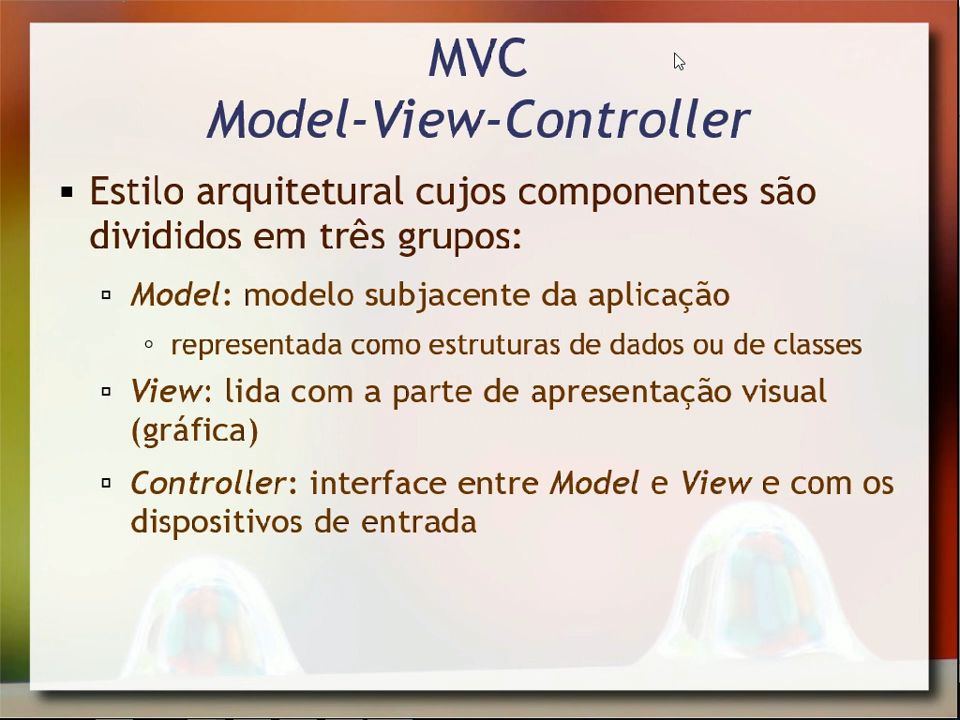 MVC
Model-View-Controller
Estilo arquitetural cujos componentes são
divididos em três grupos:
Model: modelo subjacente da aplicação
representada como estruturas de dados ou de classes
View: lida com a parte de apresentação visual
(gráfica)
Controller: interface entre Model e View e com os
dispositivos de entrada